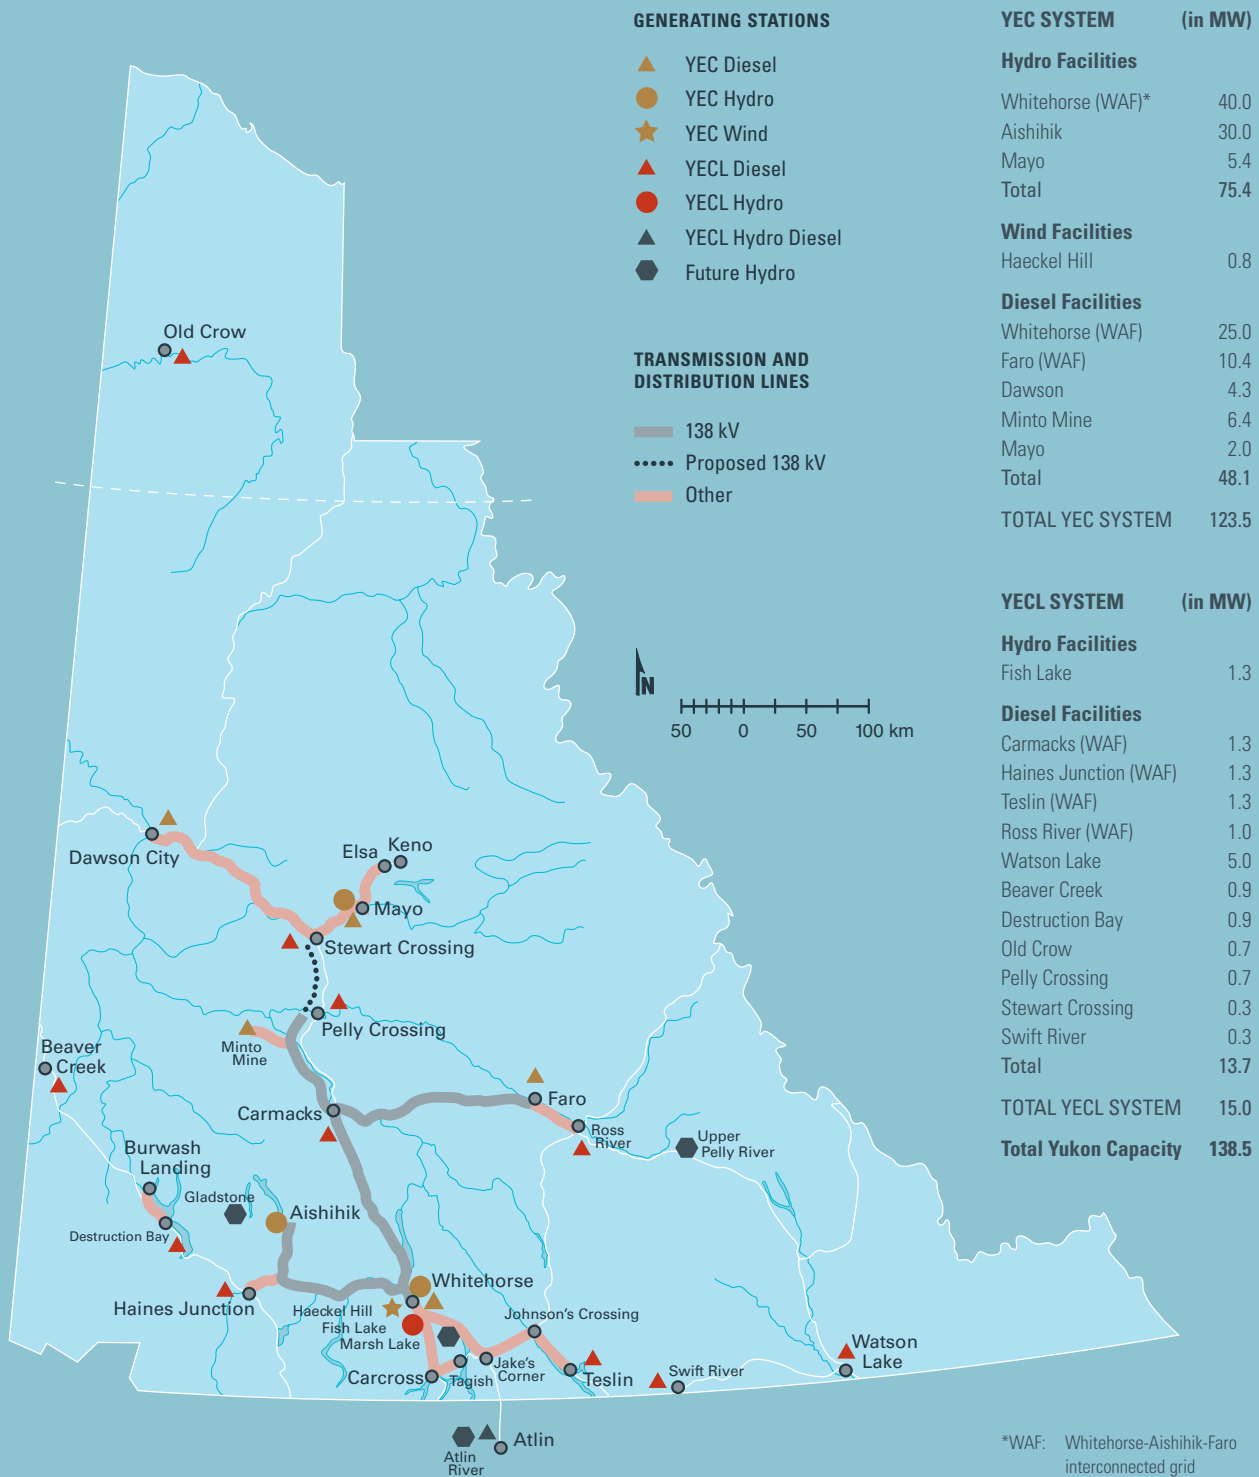 GENERATING STATIONS
YEC Diesel
YEC Hydro
YEC Wind
YECL Diesel
YECL Hydro
YECL Hydro Diesel
Future Hydro
TRANSMISSION AND
DISTRIBUTION LINES
138 kV
Proposed 138 kV
Other
YEC SYSTEM (in MW)
Hydro Facilities
Whitehorse (WAF)* 40.0
Aishihik 30.0
Mayo 5.4
Total 75.4
Wind Facilities
Haeckel Hill 0.8
Diesel Facilities
Whitehorse (WAF) 25.0
Faro (WAF) 10.4
Dawson 4.3
Minto Mine 6.4
Mayo 2.0
Total 48.1
TOTAL YEC SYSTEM 123.5
YECL SYSTEM (in MW)
Hydro Facilities
Fish Lake 1.3
Diesel Facilities
Carmacks (WAF) 1.3
Haines Junction (WAF) 1.3
Teslin (WAF) 1.3
Ross River (WAF) 1.0
Watson Lake 5.0
Beaver Creek 0.9
Destruction Bay 0.9
Old Crow 0.7
Pelly Crossing 0.7
Stewart Crossing 0.3
Swift River 0.3
Total 13.7
TOTAL YECL SYSTEM 15.0
Total Yukon Capacity 138.5
*WAF: Whitehorse-Aishihik-Faro
interconnected grid
N
50 0 50 100 km
Old Crow
Dawson City
Elsa
Keno
Mayo
Stewart Crossing
Pelly Crossing
Minto
Mine
Beaver
Creek
Carmacks
Faro
Ross
River
Upper
Pelly River
Burwash
Landing
Gladstone
Aishihik
Destruction Bay
Haines Junction
Whitehorse
Haeckel Hill
Fish Lake
Marsh Lake
Johnson's Crossing
Jake's
Corner
Carcross
Tagish
Teslin
Swift River
Watson
Lake
Atlin
Atlin
River